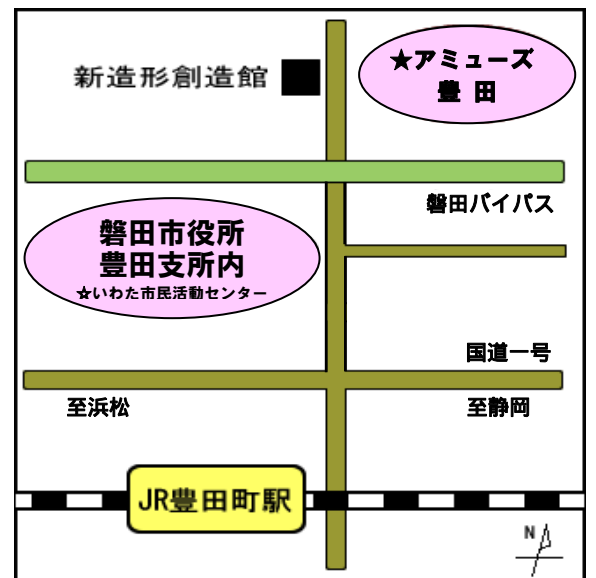 ★アミューズ
豊田
新造形創造館
磐田バイパス
磐田市役所
豊田支所内
☆いわた市民活動センター
国道一号
至浜松
至静岡
JR豊田町駅
N